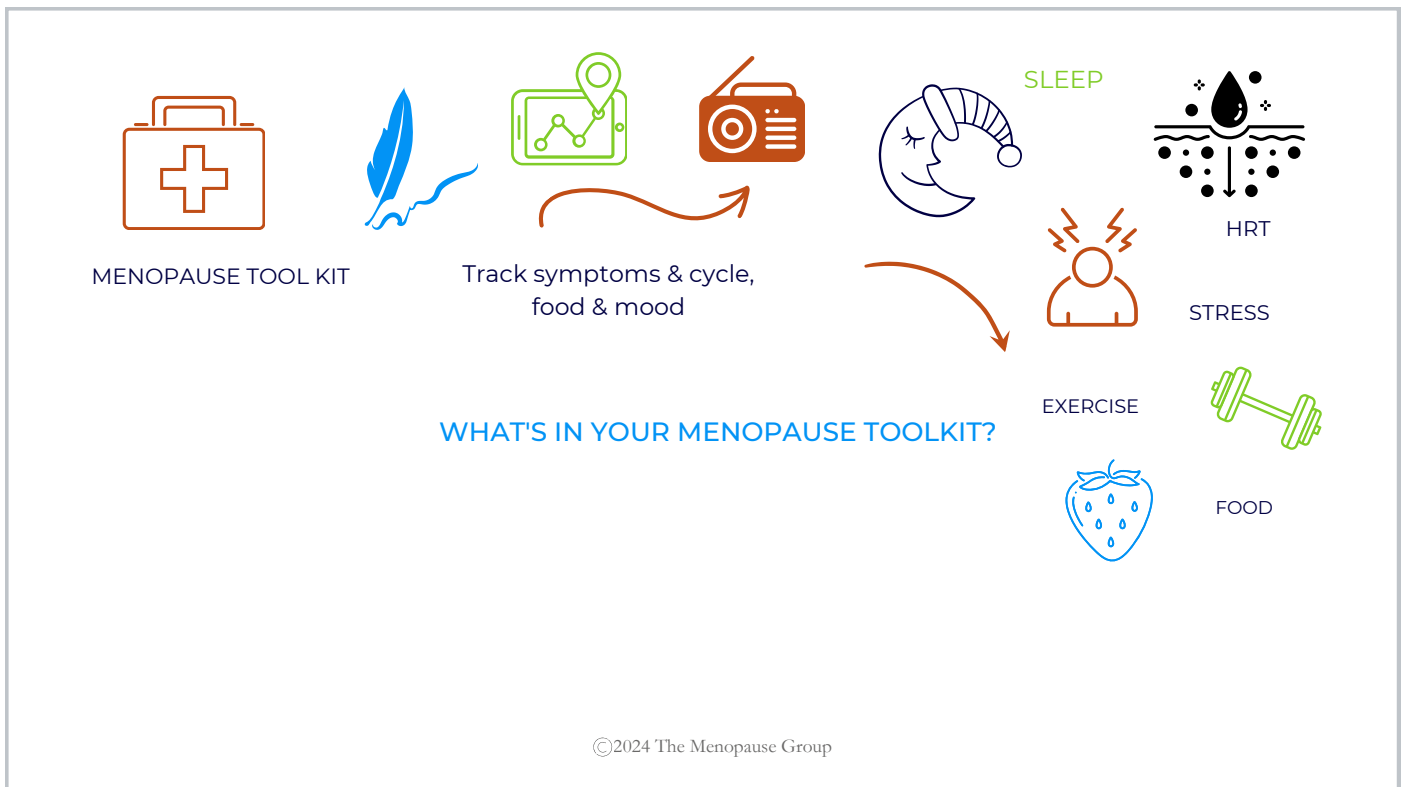 SLEEP
HRT
MENOPAUSE TOOL KIT
Track symptoms & cycle,
food & mood
STRESS
EXERCISE
WHAT'S IN YOUR MENOPAUSE TOOLKIT?
FOOD
©2024 The Menopause Group